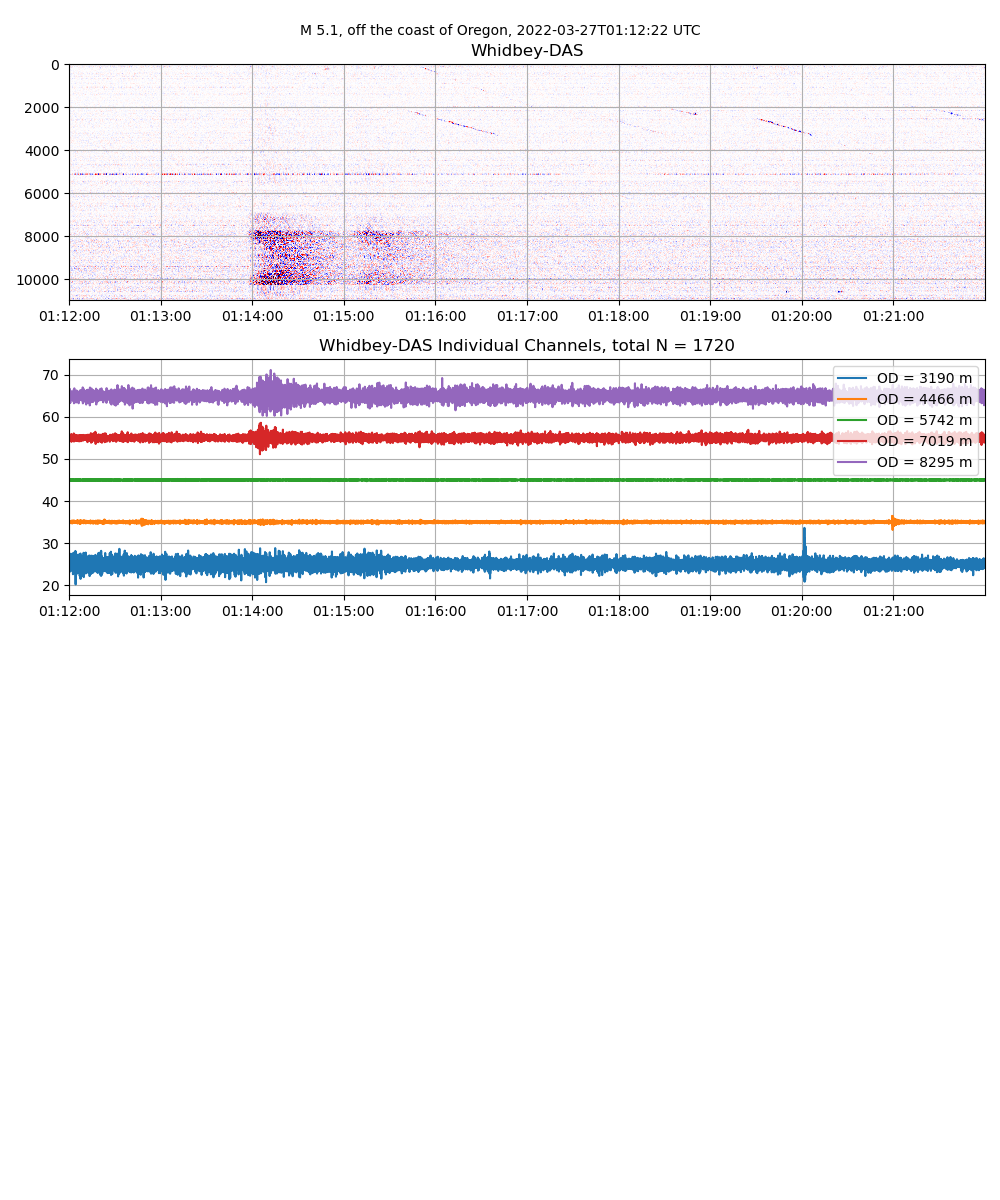 M 5.1, off the coast of Oregon, 2022-03-27T01:12:22 UTC
Whidbey-DAS
0
2000
4000
6000
8000
10000
01:12:00 01:13:00 01:14:00 01:15:00 01:16:00 01:17:00 01:18:00 01:19:00 01:20:00 01:21:00
Whidbey-DAS Individual Channels, total N = 1720
70
60
50
40
30
20
OD = 3190 m
OD = 4466 m
OD = 5742 m
OD = 7019 m
OD = 8295 m
01:12:00 01:13:00 01:14:00 01:15:00 01:16:00 01:17:00 01:18:00 01:19:00 01:20:00 01:21:00